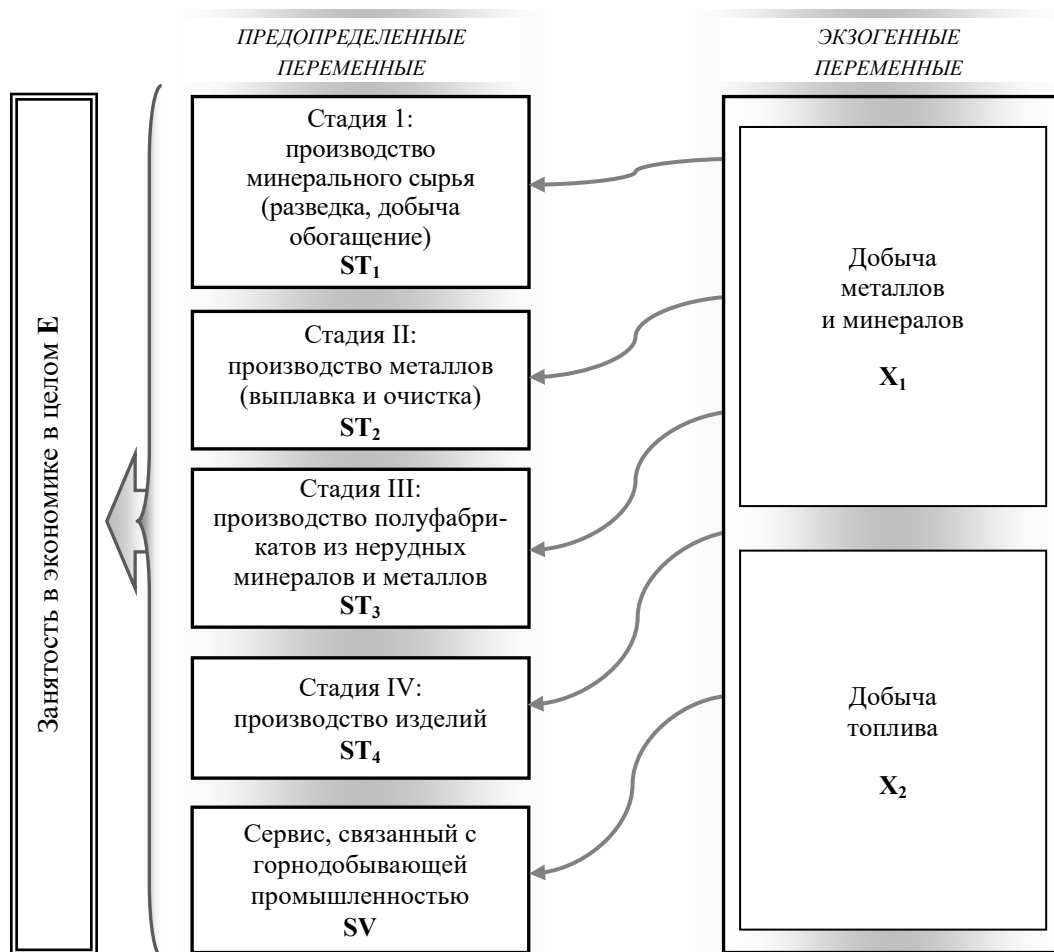 ПРЕДОПРЕДЕЛЕННЫЕ
ПЕРЕМЕННЫЕ
ЭКЗОГЕННЫЕ
ПЕРЕМЕННЫЕ
Занятость в экономике в целом E
Стадия 1:
производство
минерального сырья
(разведка, добыча
обогащение)
ST₁
Стадия II:
производство металлов
(выплавка и очистка)
ST₂
Стадия III:
производство полуфабри-
катов из нерудных
минералов и металлов
ST₃
Стадия IV:
производство изделий
ST₄
Сервис, связанный с
горнодобывающей
промышленностью
SV
Добыча
металлов
и минералов
X₁
Добыча
топлива
X₂